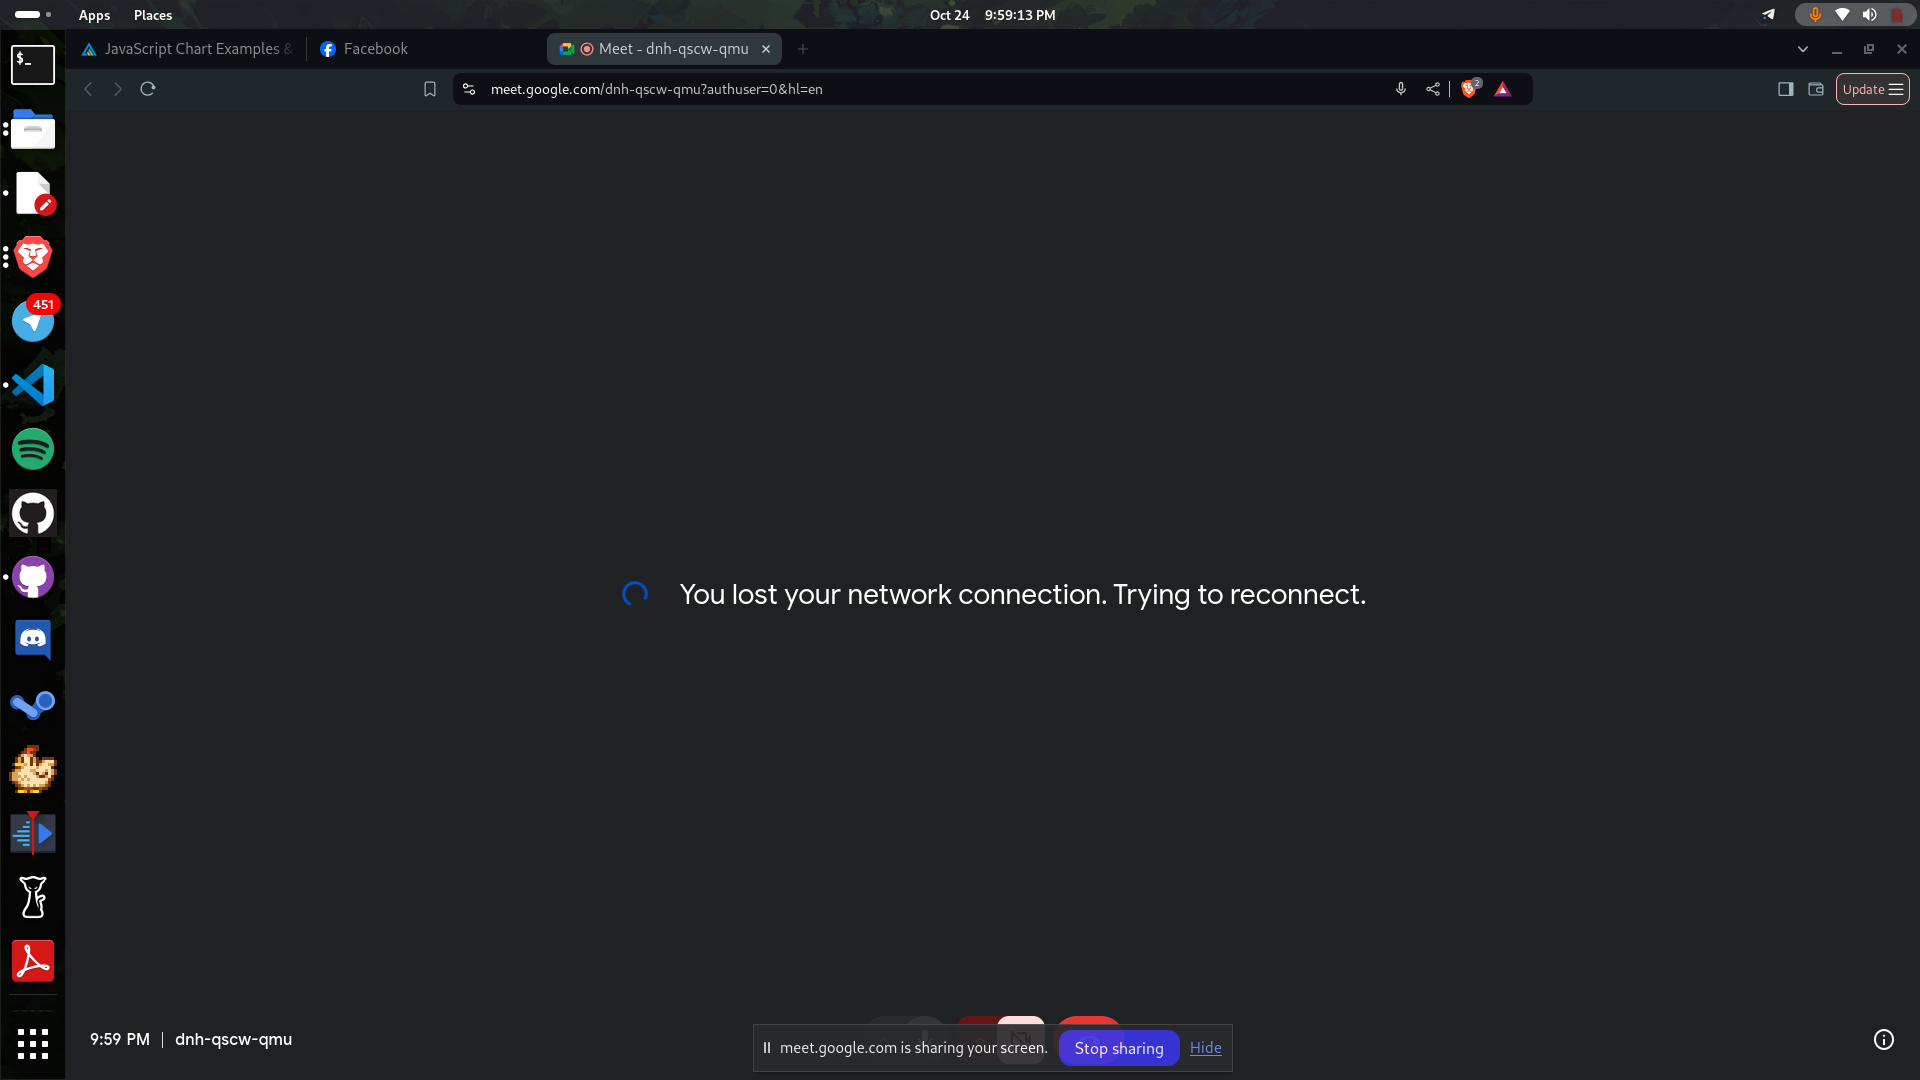 Apps Places Oct 24 9:59:13 PM
JavaScript Chart Examples &
Facebook
Meet - dnh-qscw-qmu
meet.google.com/dnh-qscw-qmu?authuser=0&hl=en
2
Update
$_
451
You lost your network connection. Trying to reconnect.
9:59 PM | dnh-qscw-qmu
meet.google.com is sharing your screen.
Stop sharing
Hide